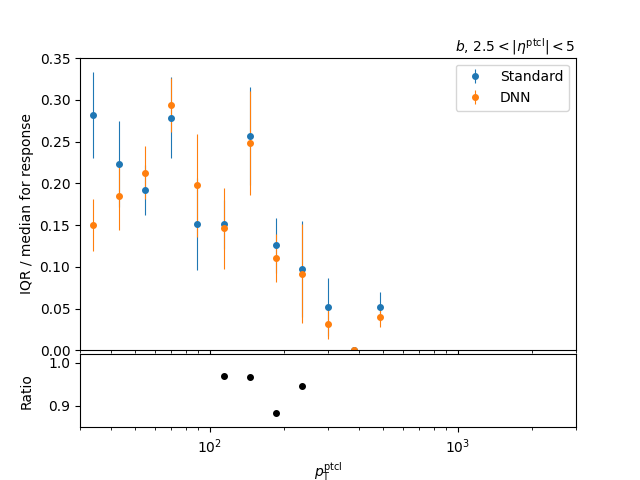 b, 2.5 < |η^ptcl| < 5
0.35
0.30
0.25
0.20
0.15
0.10
0.05
0.00
IQR / median for response
Standard
DNN
1.0
0.9
Ratio
10^2
10^3
p_T^ptcl